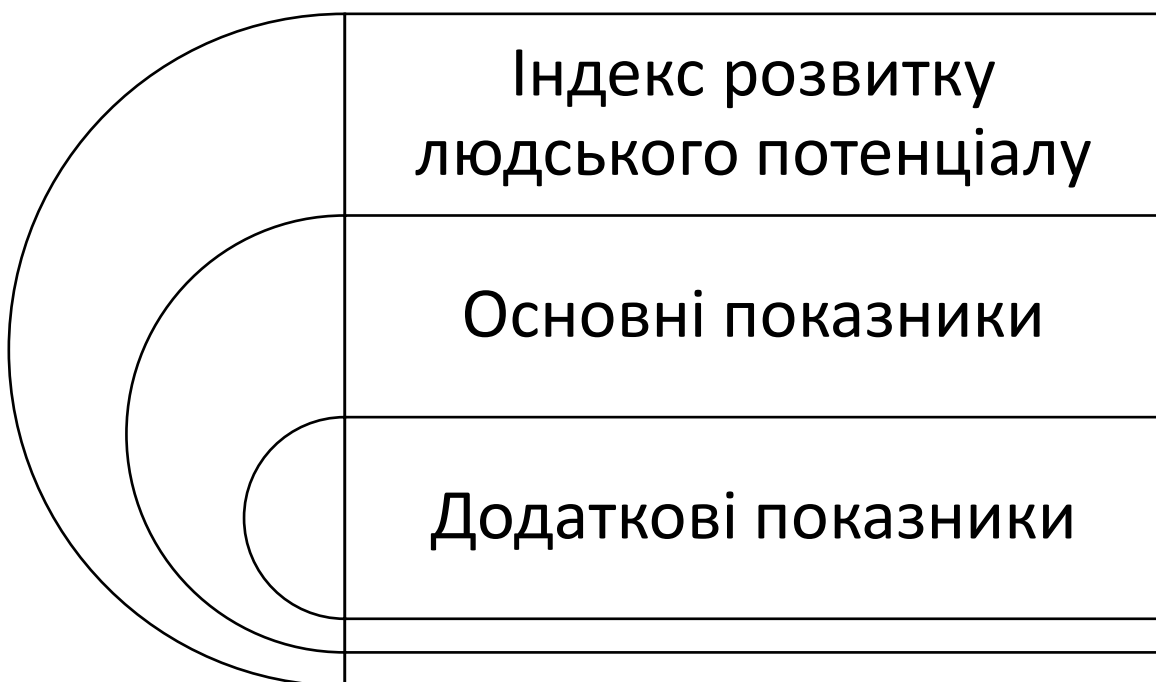 Індекс розвитку
людського потенціалу
Основні показники
Додаткові показники